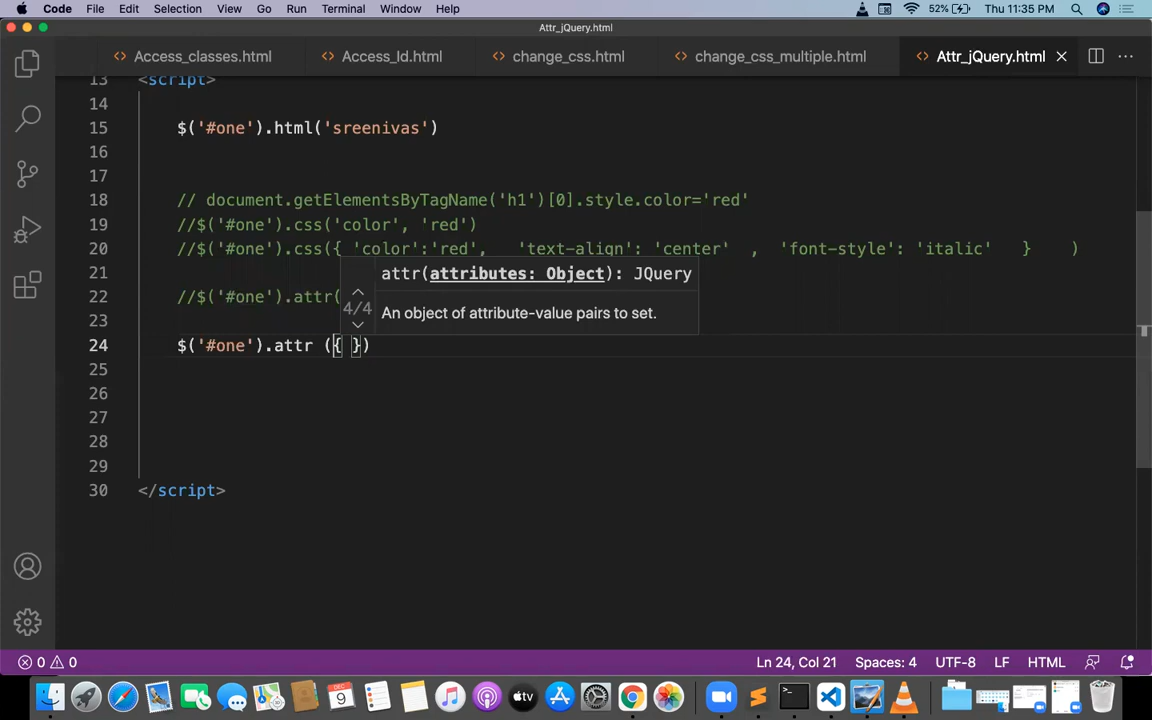 Code File Edit Selection View Go Run Terminal Window Help 52% Thu 11:35 PM
Attr_jQuery.html
Access_classes.html Access_Id.html change_css.html change_css_multiple.html Attr_jQuery.html
13 <script>
14
15 $('#one').html('sreenivas')
16
17
18 // document.getElementsByTagName('h1')[0].style.color='red'
19 //$('#one').css('color', 'red')
20 //$('#one').css({ 'color':'red', 'text-align': 'center' , 'font-style': 'italic' } )
21 attr(attributes: Object): JQuery
22 //$('#one').attr( 4/4 An object of attribute-value pairs to set.
23
24 $('#one').attr ({ })
25
26
27
28
29
30 </script>
0 0 Ln 24, Col 21 Spaces: 4 UTF-8 LF HTML